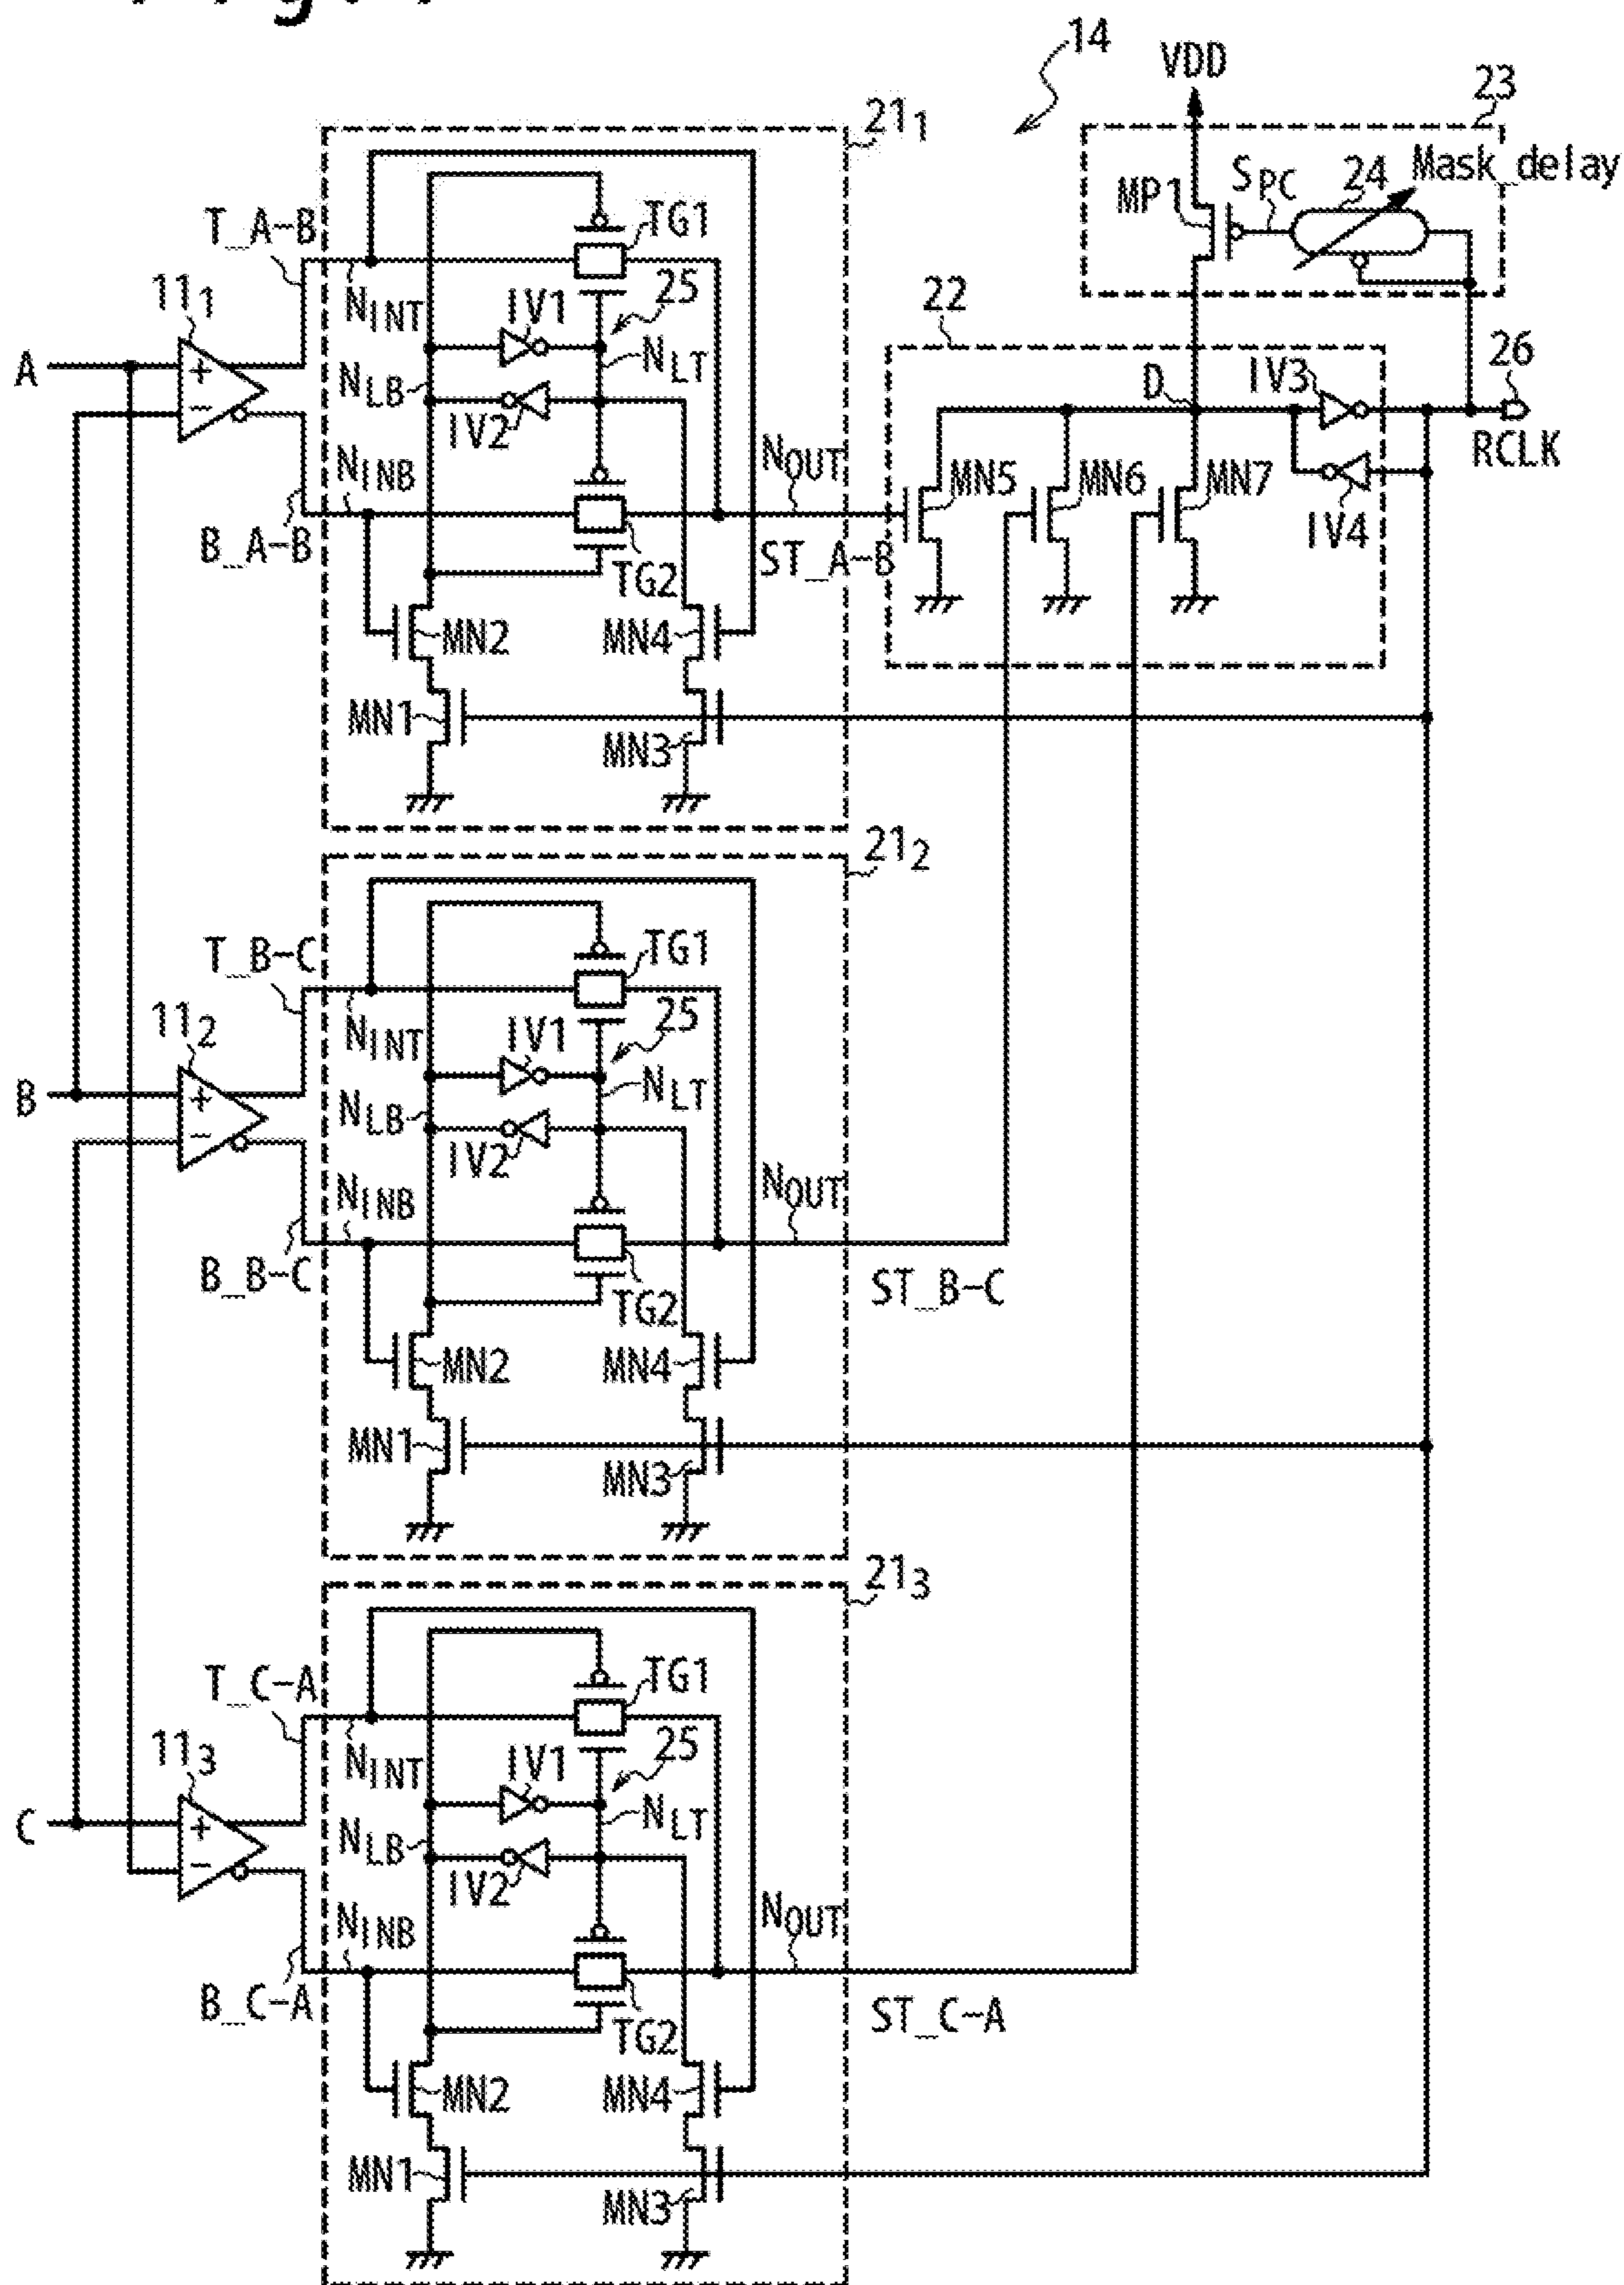 14
VDD
23
MP1
SPC
24
Mask_delay
211
T_A-B
NINT
TG1
25
IV1
NLT
NLB
IV2
111
A
NINB
B_A-B
NOUT
ST_A-B
TG2
MN2
MN4
MN1
MN3
22
D
IV3
26
RCLK
MN5
MN6
MN7
IV4
212
T_B-C
NINT
TG1
25
IV1
NLT
NLB
IV2
112
B
NINB
B_B-C
NOUT
ST_B-C
TG2
MN2
MN4
MN1
MN3
213
T_C-A
NINT
TG1
25
IV1
NLT
NLB
IV2
113
C
NINB
B_C-A
NOUT
ST_C-A
TG2
MN2
MN4
MN1
MN3